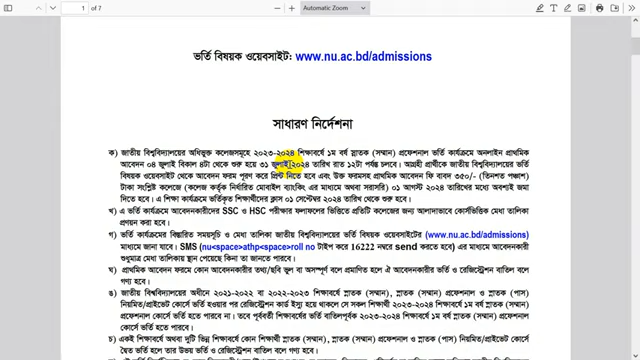 1 of 7
Automatic Zoom
ভর্তি বিষয়ক ওয়েবসাইট: www.nu.ac.bd/admissions
সাধারণ নির্দেশনা
ক) জাতীয় বিশ্ববিদ্যালয়ের অধিভুক্ত কলেজসমূহে ২০২৩-২০২৪ শিক্ষাবর্ষে ১ম বর্ষ স্নাতক (সম্মান) প্রফেশনাল ভর্তি কার্যক্রমে অনলাইন প্রাথমিক
আবেদন ০৪ জুলাই বিকাল ৪টা থেকে শুরু হয়ে ৩১ জুলাই ২০২৪ তারিখ রাত ১২টা পর্যন্ত চলবে। আগ্রহী প্রার্থীকে জাতীয় বিশ্ববিদ্যালয়ের ভর্তি
বিষয়ক ওয়েবসাইট থেকে আবেদন ফরম পূরণ করে প্রিন্ট নিতে হবে এবং উক্ত ফরমসহ প্রাথমিক আবেদন ফি বাবদ ৩৫০/- (তিনশত পঞ্চাশ)
টাকা সংশ্লিষ্ট কলেজে (কলেজ কর্তৃক নির্ধারিত মোবাইল ব্যাংকিং এর মাধ্যমে অথবা সরাসরি) ০১ আগস্ট ২০২৪ তারিখের মধ্যে অবশ্যই জমা
দিতে হবে। এ শিক্ষা কার্যক্রমে ভর্তিকৃত শিক্ষার্থীদের ক্লাস ০১ সেপ্টেম্বর ২০২৪ তারিখ থেকে শুরু হবে।
খ) এ ভর্তি কার্যক্রমে আবেদনকারীদের SSC ও HSC পরীক্ষার ফলাফলের ভিত্তিতে প্রতিটি কলেজের জন্য আলাদাভাবে কোর্সভিত্তিক মেধা তালিকা
প্রণয়ন করা হবে।
গ) ভর্তি কার্যক্রমের বিস্তারিত সময়সূচি ও মেধা তালিকা জাতীয় বিশ্ববিদ্যালয়ের ভর্তি বিষয়ক ওয়েবসাইটের (www.nu.ac.bd/admissions)
মাধ্যমে জানা যাবে। SMS (nu<space>athp<space>roll no টাইপ করে 16222 নম্বরে send করতে হবে) এর মাধ্যমে আবেদনকারী
শুধুমাত্র মেধা তালিকায় স্থান পেয়েছে কিনা তা জানতে পারবে।
ঘ) প্রাথমিক আবেদন ফরমে কোন আবেদনকারীর তথ্য/ছবি ভুল বা অসম্পূর্ণ বলে প্রমাণিত হলে ঐ আবেদনকারীর ভর্তি ও রেজিস্ট্রেশন বাতিল বলে
গণ্য হবে।
ঙ) জাতীয় বিশ্ববিদ্যালয়ের অধীনে ২০২১-২০২২ বা ২০২২-২০২৩ শিক্ষাবর্ষে স্নাতক (সম্মান), স্নাতক (সম্মান) প্রফেশনাল ও স্নাতক (পাস)
নিয়মিত/প্রাইভেট কোর্সে ভর্তি হওয়ার পর রেজিস্ট্রেশন কার্ড ইস্যু হয়ে থাকলে সে সকল শিক্ষার্থী ২০২৩-২০২৪ শিক্ষাবর্ষে ১ম বর্ষ স্নাতক (সম্মান)
প্রফেশনাল কোর্সে ভর্তি হতে পারবে না। তবে পূর্ববর্তী শিক্ষাবর্ষের ভর্তি বাতিলপূর্বক ২০২৩-২০২৪ শিক্ষাবর্ষে ১ম বর্ষ স্নাতক (সম্মান) প্রফেশনাল
কোর্সে ভর্তি হতে পারবে।
চ) একই শিক্ষাবর্ষে অথবা দুটি ভিন্ন শিক্ষাবর্ষে কোন শিক্ষার্থী স্নাতক (সম্মান), স্নাতক (সম্মান) প্রফেশনাল ও স্নাতক (পাস) নিয়মিত/প্রাইভেট কোর্সে
দ্বৈত ভর্তি হলে তার উভয় ভর্তি ও রেজিস্ট্রেশন বাতিল বলে গণ্য হবে।